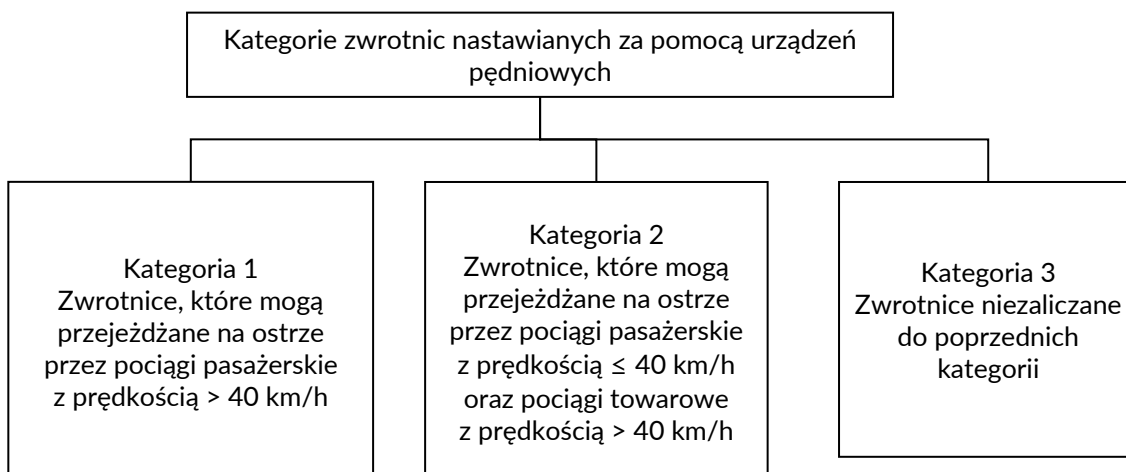 Kategorie zwrotnic nastawianych za pomocą urządzeń
pędniowych
Kategoria 1
Zwrotnice, które mogą
przejeżdżane na ostrze
przez pociągi pasażerskie
z prędkością > 40 km/h
Kategoria 2
Zwrotnice, które mogą
przejeżdżane na ostrze
przez pociągi pasażerskie
z prędkością ≤ 40 km/h
oraz pociągi towarowe
z prędkością > 40 km/h
Kategoria 3
Zwrotnice niezaliczane
do poprzednich
kategorii